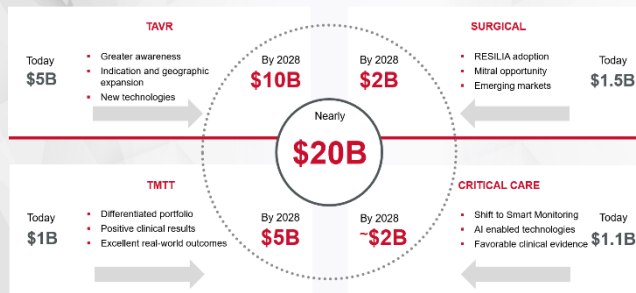 TAVR
Today
$5B
▪ Greater awareness
▪ Indication and geographic
expansion
▪ New technologies
By 2028
$10B
SURGICAL
By 2028
$2B
▪ RESILIA adoption
▪ Mitral opportunity
▪ Emerging markets
Today
$1.5B
Nearly
$20B
TMTT
Today
$1B
▪ Differentiated portfolio
▪ Positive clinical results
▪ Excellent real-world outcomes
By 2028
$5B
CRITICAL CARE
By 2028
~$2B
▪ Shift to Smart Monitoring
▪ AI enabled technologies
▪ Favorable clinical evidence
Today
$1.1B